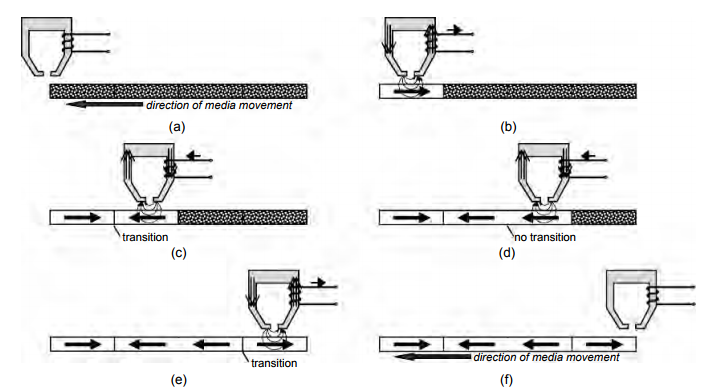 direction of media movement
(a)
(b)
transition
(c)
no transition
(d)
transition
(e)
direction of media movement
(f)